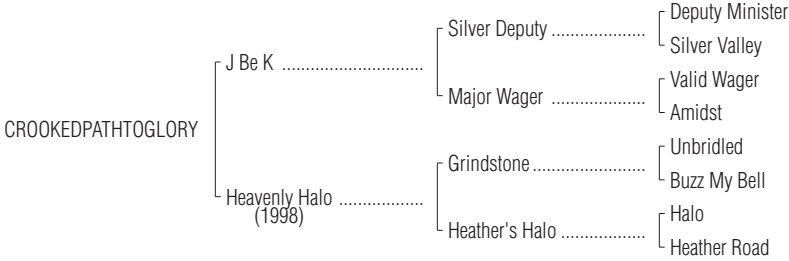 Deputy Minister
Silver Deputy ......................
Silver Valley
J Be K ..................................
Valid Wager
Major Wager ......................
Amidst
CROOKEDPATHTOGLORY
Unbridled
Grindstone...........................
Buzz My Bell
Heavenly Halo ....................
(1998)
Halo
Heather's Halo ....................
Heather Road